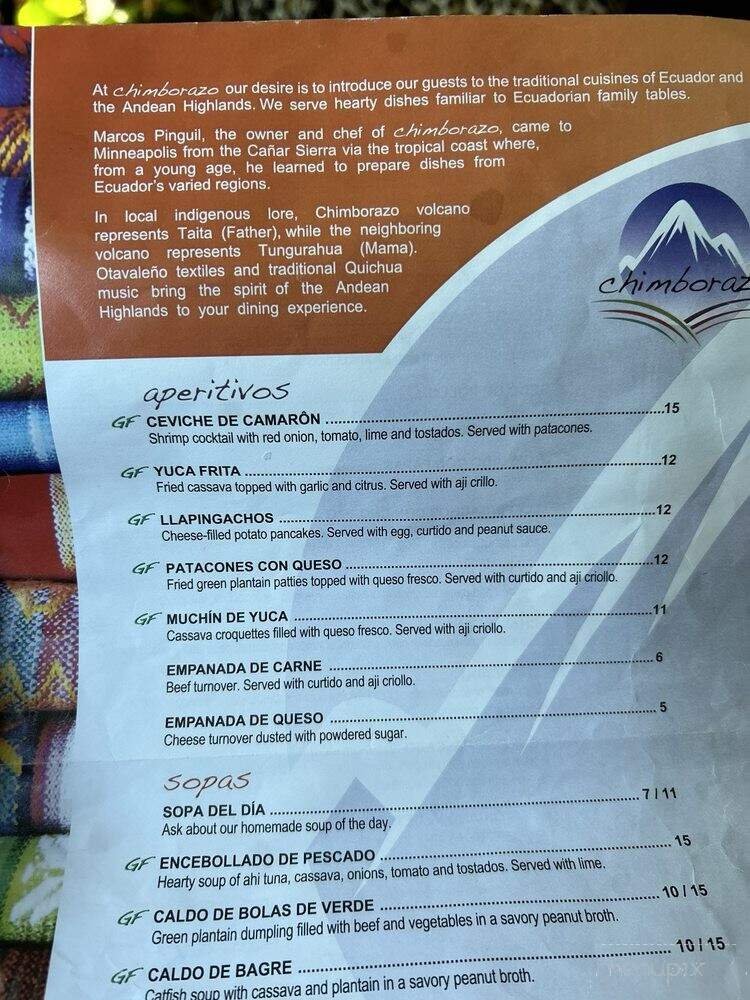 At chimborazo our desire is to introduce our guests to the traditional cuisines of Ecuador and
the Andean Highlands. We serve hearty dishes familiar to Ecuadorian family tables.
Marcos Pinguil, the owner and chef of chimborazo, came to
Minneapolis from the Cañar Sierra via the tropical coast where,
from a young age, he learned to prepare dishes from
Ecuador's varied regions.
In local indigenous lore, Chimborazo volcano
represents Taita (Father), while the neighboring
volcano represents Tungurahua (Mama).
Otavaleño textiles and traditional Quichua
music bring the spirit of the Andean
Highlands to your dining experience.
chimboraz
aperitivos
GF CEVICHE DE CAMARÔN ........ 15
Shrimp cocktail with red onion, tomato, lime and tostados. Served with patacones.
GF YUCA FRITA ........ 12
Fried cassava topped with garlic and citrus. Served with aji crillo.
GF LLAPINGACHOS ........ 12
Cheese-filled potato pancakes. Served with egg, curtido and peanut sauce.
GF PATACONES CON QUESO ........ 12
Fried green plantain patties topped with queso fresco. Served with curtido and aji criollo.
GF MUCHÍN DE YUCA ........ 11
Cassava croquettes filled with queso fresco. Served with aji criollo.
EMPANADA DE CARNE ........ 6
Beef turnover. Served with curtido and aji criollo.
EMPANADA DE QUESO ........ 5
Cheese turnover dusted with powdered sugar.
sopas
SOPA DEL DÍA ........ 7 / 11
Ask about our homemade soup of the day.
GF ENCEBOLLADO DE PESCADO ........ 15
Hearty soup of ahi tuna, cassava, onions, tomato and tostados. Served with lime.
GF CALDO DE BOLAS DE VERDE ........ 10 / 15
Green plantain dumpling filled with beef and vegetables in a savory peanut broth.
GF CALDO DE BAGRE ........ 10 / 15
Catfish soup with cassava and plantain in a savory peanut broth.